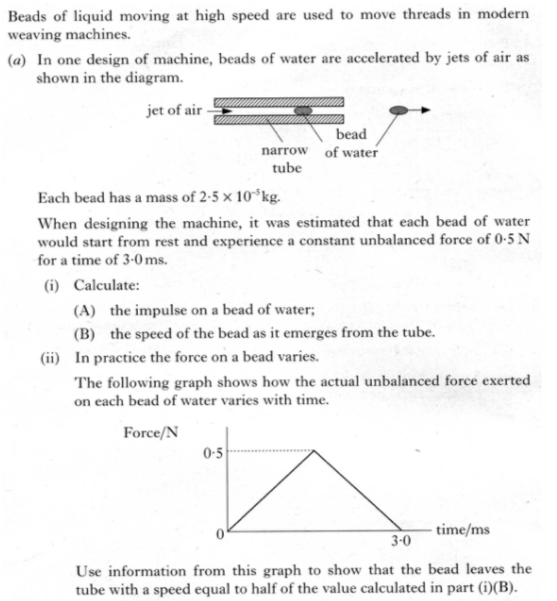 Beads of liquid moving at high speed are used to move threads in modern
weaving machines.
(a) In one design of machine, beads of water are accelerated by jets of air as
shown in the diagram.
jet of air
bead
narrow of water
tube
Each bead has a mass of 2·5 × 10⁻⁵kg.
When designing the machine, it was estimated that each bead of water
would start from rest and experience a constant unbalanced force of 0·5 N
for a time of 3·0 ms.
(i) Calculate:
(A) the impulse on a bead of water;
(B) the speed of the bead as it emerges from the tube.
(ii) In practice the force on a bead varies.
The following graph shows how the actual unbalanced force exerted
on each bead of water varies with time.
Force/N
0·5
0
3·0
time/ms
Use information from this graph to show that the bead leaves the
tube with a speed equal to half of the value calculated in part (i)(B).